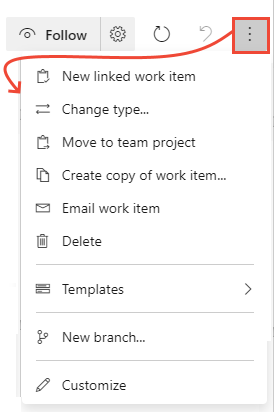 Follow
New linked work item
Change type...
Move to team project
Create copy of work item...
Email work item
Delete
Templates
New branch...
Customize